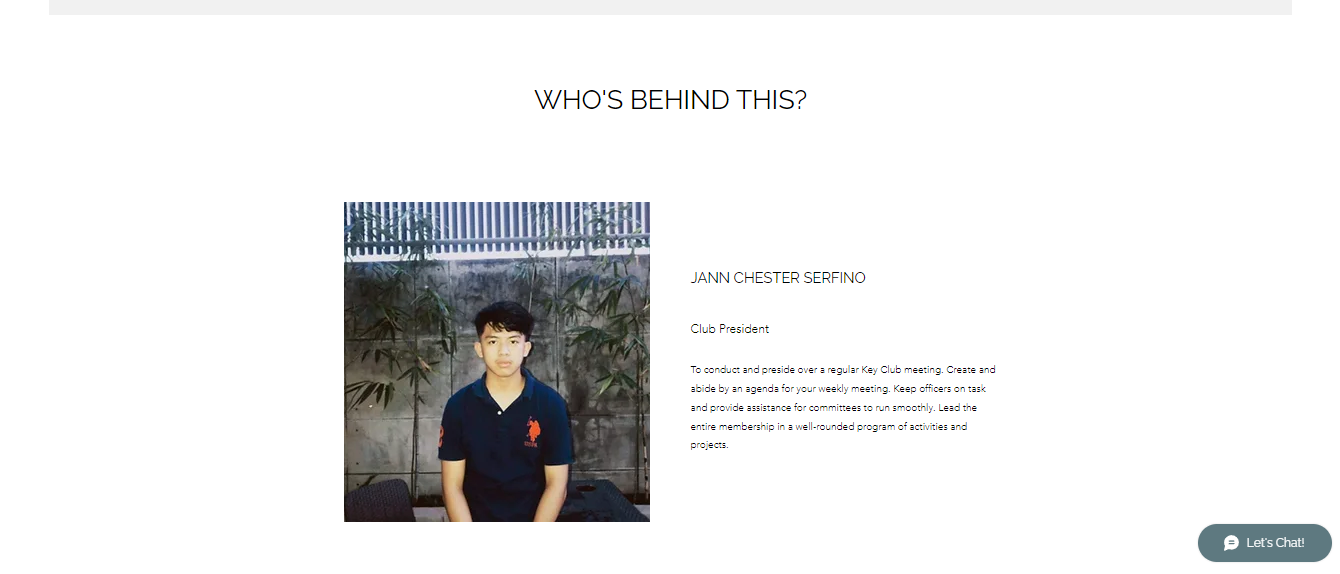 WHO'S BEHIND THIS?
JANN CHESTER SERFINO
Club President
To conduct and preside over a regular Key Club meeting. Create and
abide by an agenda for your weekly meeting. Keep officers on task
and provide assistance for committees to run smoothly. Lead the
entire membership in a well-rounded program of activities and
projects.
Let's Chat!